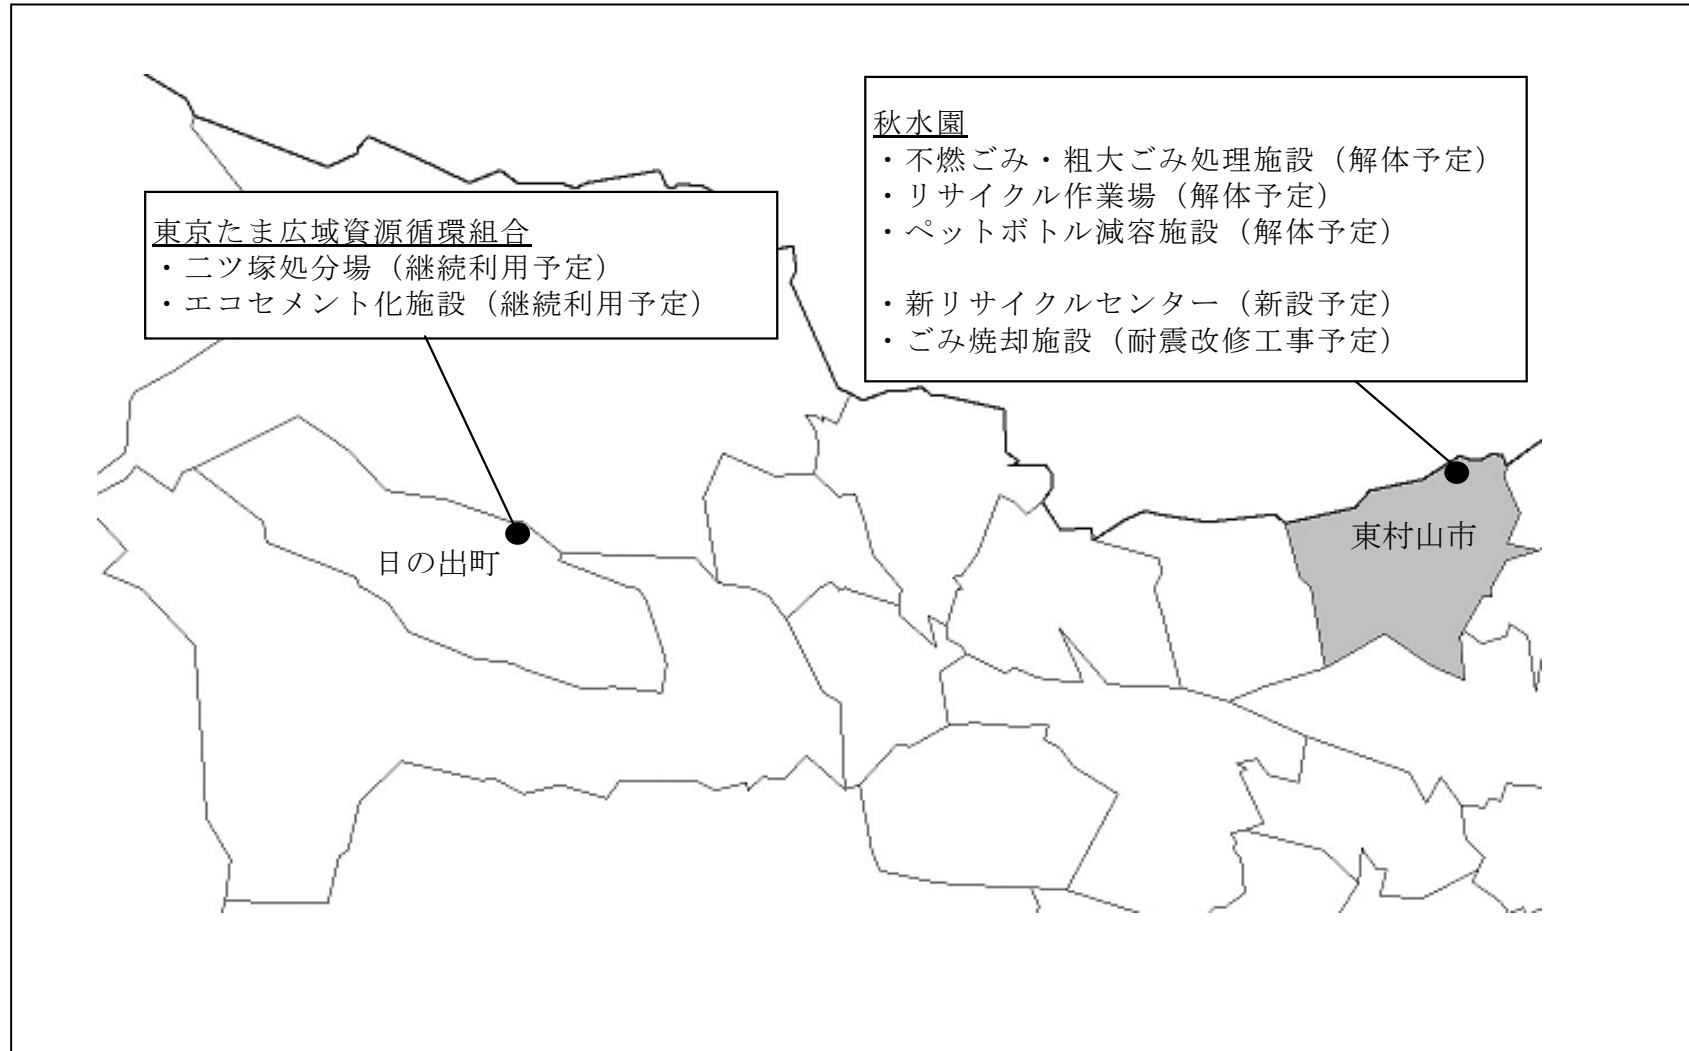 秋水園
・不燃ごみ・粗大ごみ処理施設（解体予定）
・リサイクル作業場（解体予定）
・ペットボトル減容施設（解体予定）
・新リサイクルセンター（新設予定）
・ごみ焼却施設（耐震改修工事予定）
東京たま広域資源循環組合
・二ツ塚処分場（継続利用予定）
・エコセメント化施設（継続利用予定）
東村山市
日の出町